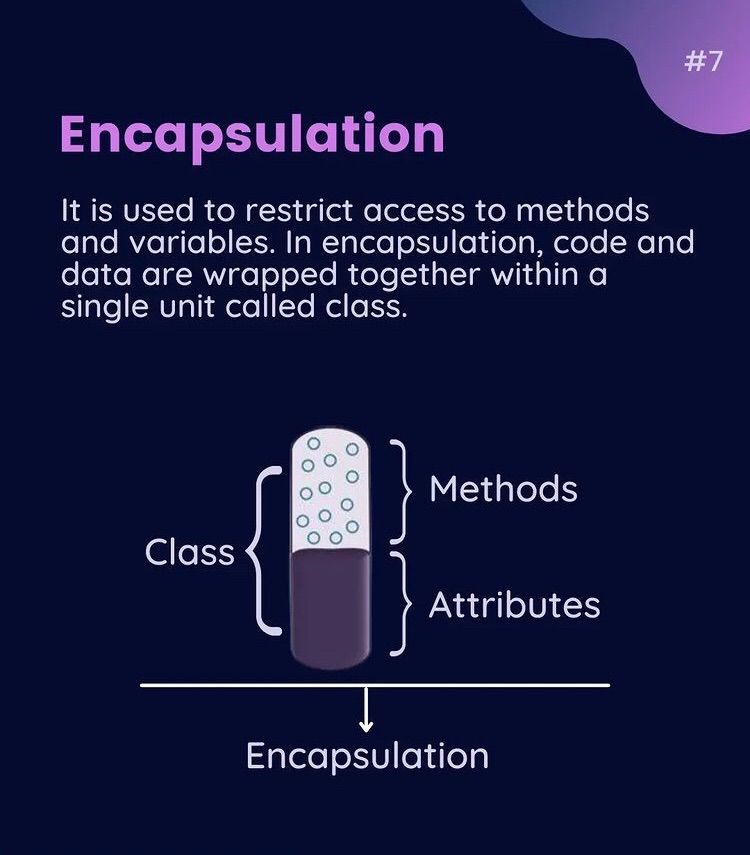 #7
Encapsulation
It is used to restrict access to methods
and variables. In encapsulation, code and
data are wrapped together within a
single unit called class.
Methods
Class
Attributes
Encapsulation